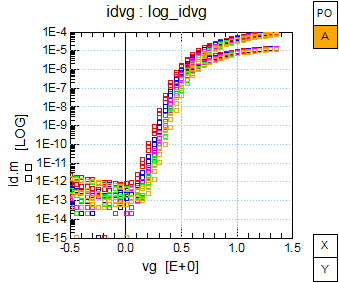 idvg : log_idvg
PO
A
1E-4
1E-5
1E-6
1E-7
1E-8
1E-9
1E-10
1E-11
1E-12
1E-13
1E-14
1E-15
id.m [LOG]
-0.5
0.0
0.5
1.0
1.5
vg [E+0]
X
Y